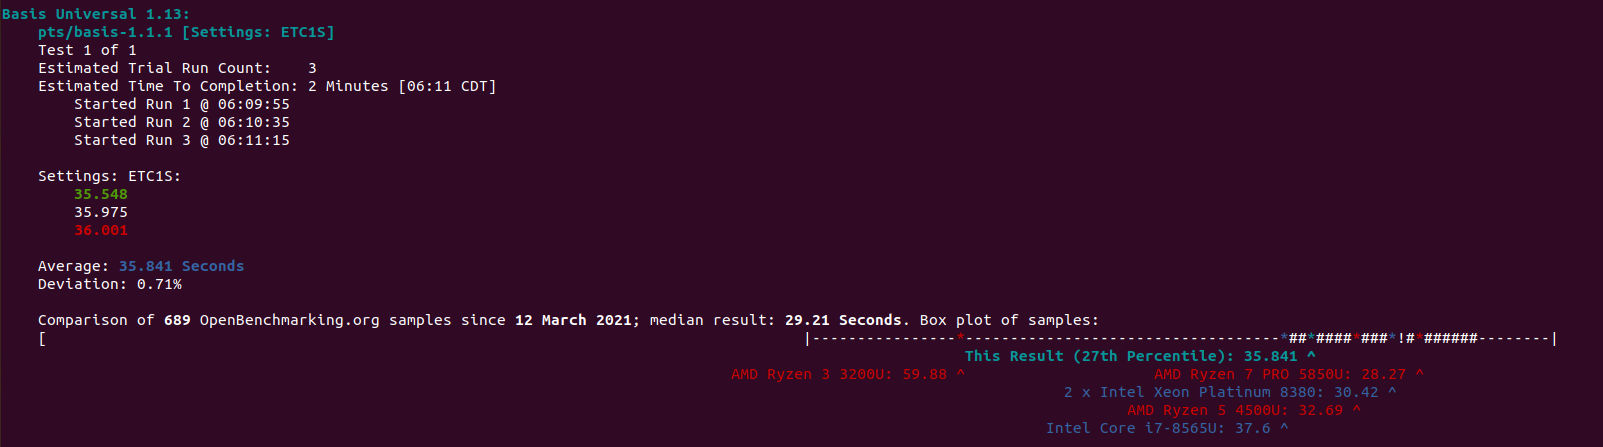 Basis Universal 1.13:
pts/basis-1.1.1 [Settings: ETC1S]
Test 1 of 1
Estimated Trial Run Count:    3
Estimated Time To Completion: 2 Minutes [06:11 CDT]
Started Run 1 @ 06:09:55
Started Run 2 @ 06:10:35
Started Run 3 @ 06:11:15
Settings: ETC1S:
35.548
35.975
36.001
Average: 35.841 Seconds
Deviation: 0.71%
Comparison of 689 OpenBenchmarking.org samples since 12 March 2021; median result: 29.21 Seconds. Box plot of samples:
[                                                                                    |----------------*-----------------------------------*##*####*###*!#*######--------|
This Result (27th Percentile): 35.841 ^
AMD Ryzen 3 3200U: 59.88 ^                     AMD Ryzen 7 PRO 5850U: 28.27 ^
2 x Intel Xeon Platinum 8380: 30.42 ^
AMD Ryzen 5 4500U: 32.69 ^
Intel Core i7-8565U: 37.6 ^